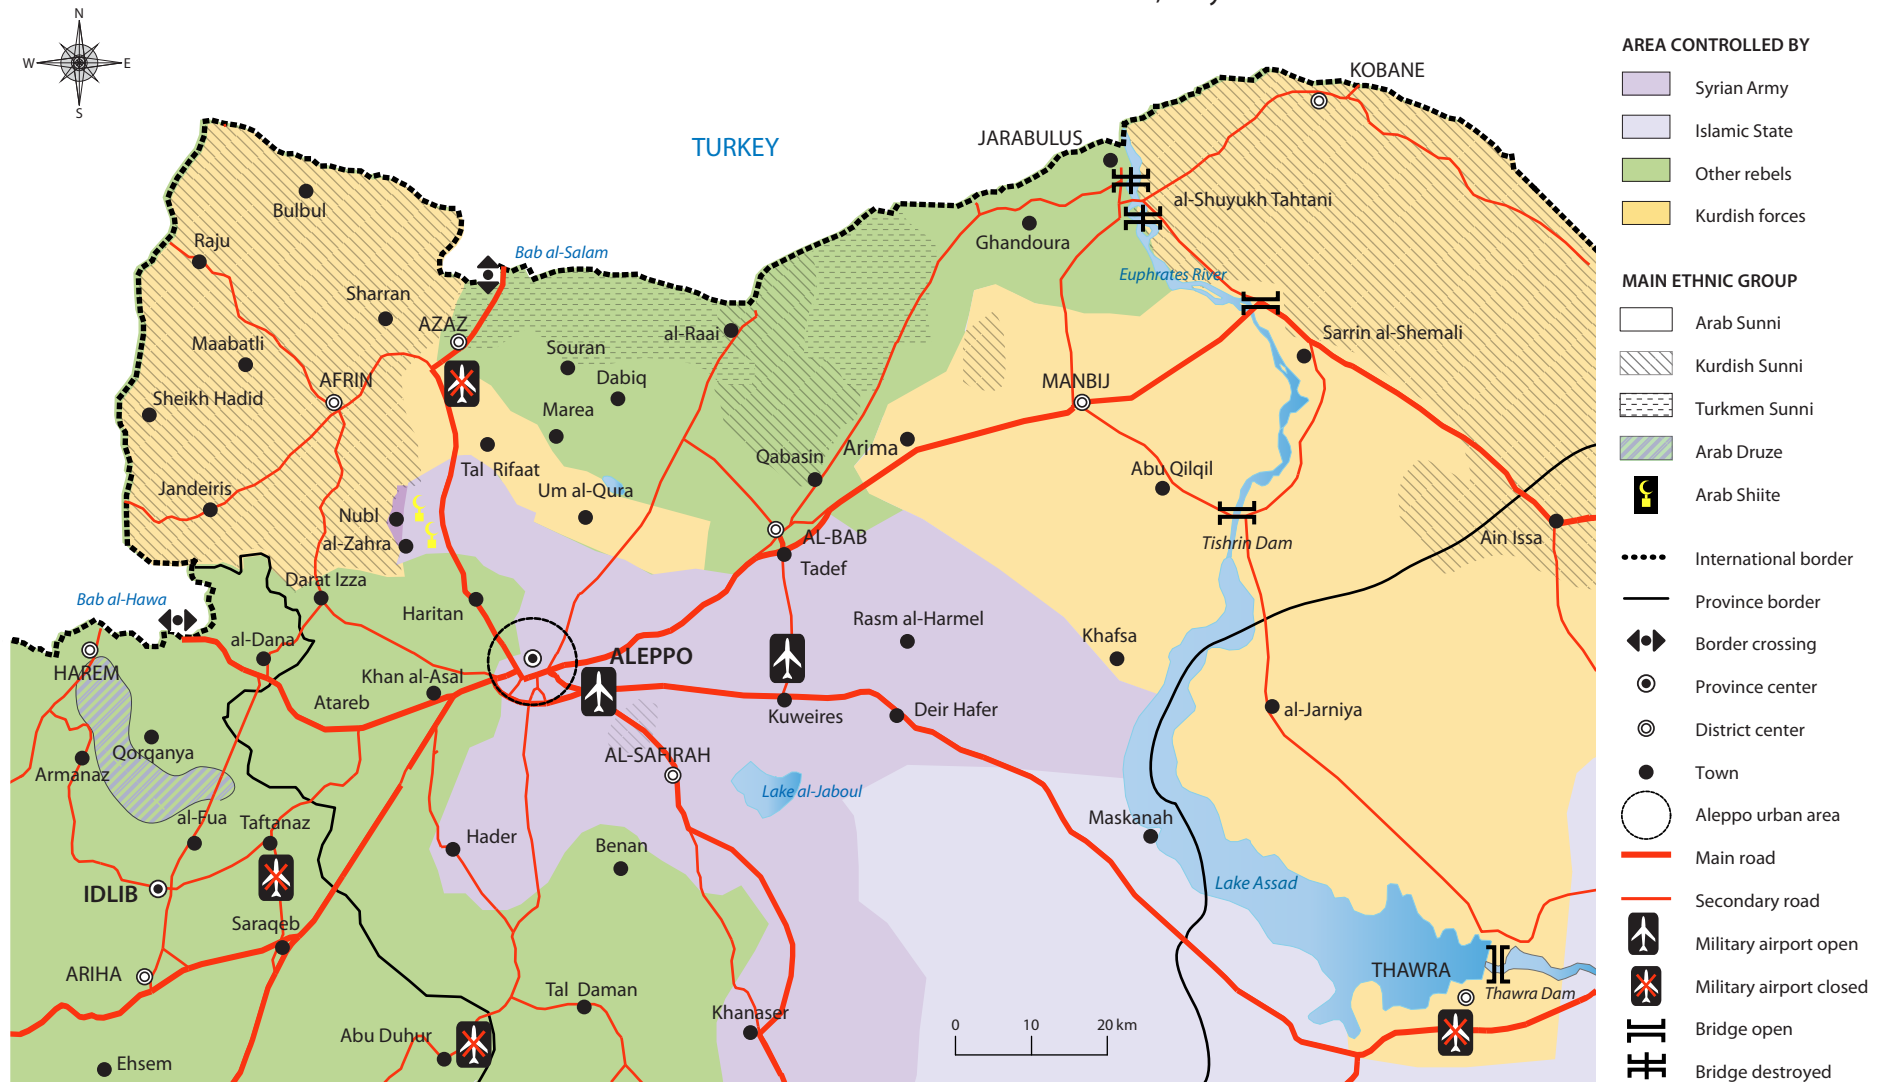 N
W
E
S
TURKEY
KOBANE
JARABULUS
al-Shuyukh Tahtani
Bulbul
Raju
Ghandoura
Bab al-Salam
Euphrates River
Sharran
AZAZ
al-Raai
Sarrin al-Shemali
Maabatli
Souran
Dabiq
AFRIN
MANBIJ
Sheikh Hadid
Marea
Arima
Qabasin
Tal Rifaat
Abu Qilqil
Jandeiris
Um al-Qura
Nubl
al-Zahra
AL-BAB
Tadef
Tishrin Dam
Ain Issa
Darat Izza
Bab al-Hawa
Haritan
Rasm al-Harmel
al-Dana
Khafsa
HAREM
ALEPPO
Khan al-Asal
Atareb
Kuweires
Deir Hafer
al-Jarniya
Qorqanya
AL-SAFIRAH
Armanaz
Lake al-Jaboul
al-Fua
Taftanaz
Maskanah
Hader
Benan
IDLIB
Lake Assad
Saraqeb
ARIHA
THAWRA
Thawra Dam
Tal Daman
Khanaser
Abu Duhur
Ehsem
0
10
20 km
AREA CONTROLLED BY
Syrian Army
Islamic State
Other rebels
Kurdish forces
MAIN ETHNIC GROUP
Arab Sunni
Kurdish Sunni
Turkmen Sunni
Arab Druze
Arab Shiite
International border
Province border
Border crossing
Province center
District center
Town
Aleppo urban area
Main road
Secondary road
Military airport open
Military airport closed
Bridge open
Bridge destroyed